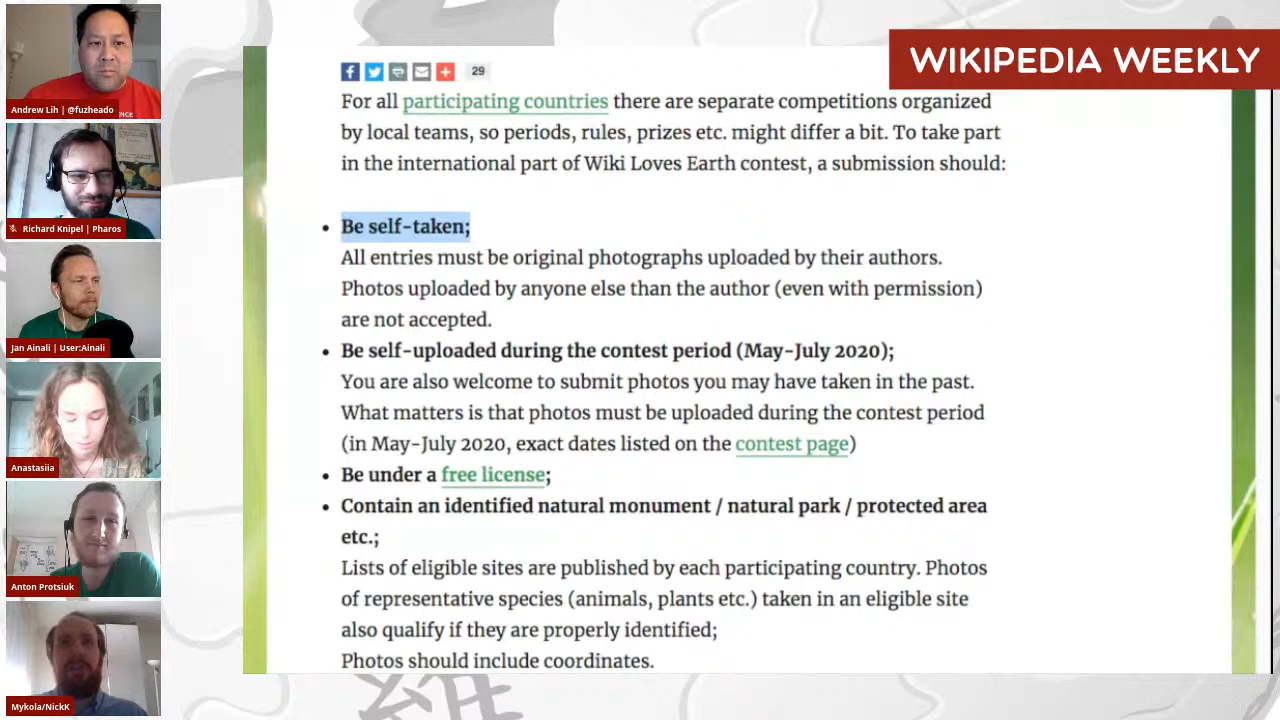 WIKIPEDIA WEEKLY
Andrew Lih | @fuzheado
NCE
Richard Knipel | Pharos
Jan Ainali | User:Ainali
Anastasiia
Anton Protsiuk
Mykola/NickK
29
For all participating countries there are separate competitions organized
by local teams, so periods, rules, prizes etc. might differ a bit. To take part
in the international part of Wiki Loves Earth contest, a submission should:
• Be self-taken;
All entries must be original photographs uploaded by their authors.
Photos uploaded by anyone else than the author (even with permission)
are not accepted.
• Be self-uploaded during the contest period (May-July 2020);
You are also welcome to submit photos you may have taken in the past.
What matters is that photos must be uploaded during the contest period
(in May-July 2020, exact dates listed on the contest page)
• Be under a free license;
• Contain an identified natural monument / natural park / protected area
etc.;
Lists of eligible sites are published by each participating country. Photos
of representative species (animals, plants etc.) taken in an eligible site
also qualify if they are properly identified;
Photos should include coordinates.